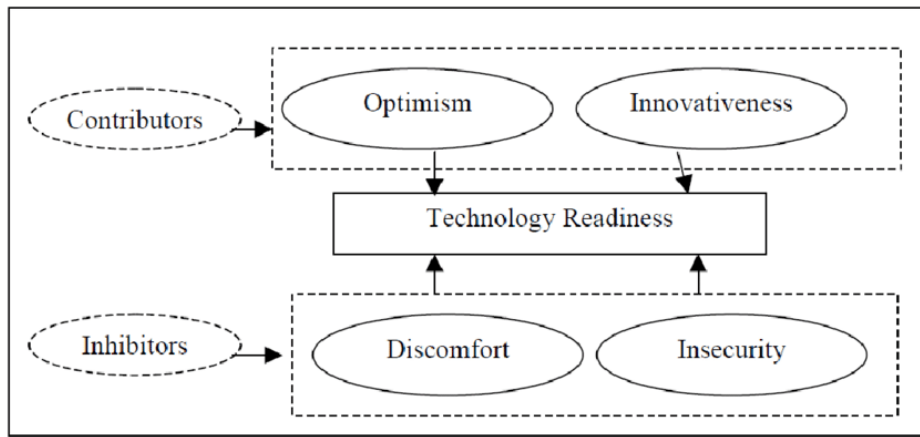 Optimism
Innovativeness
Contributors
Technology Readiness
Inhibitors
Discomfort
Insecurity